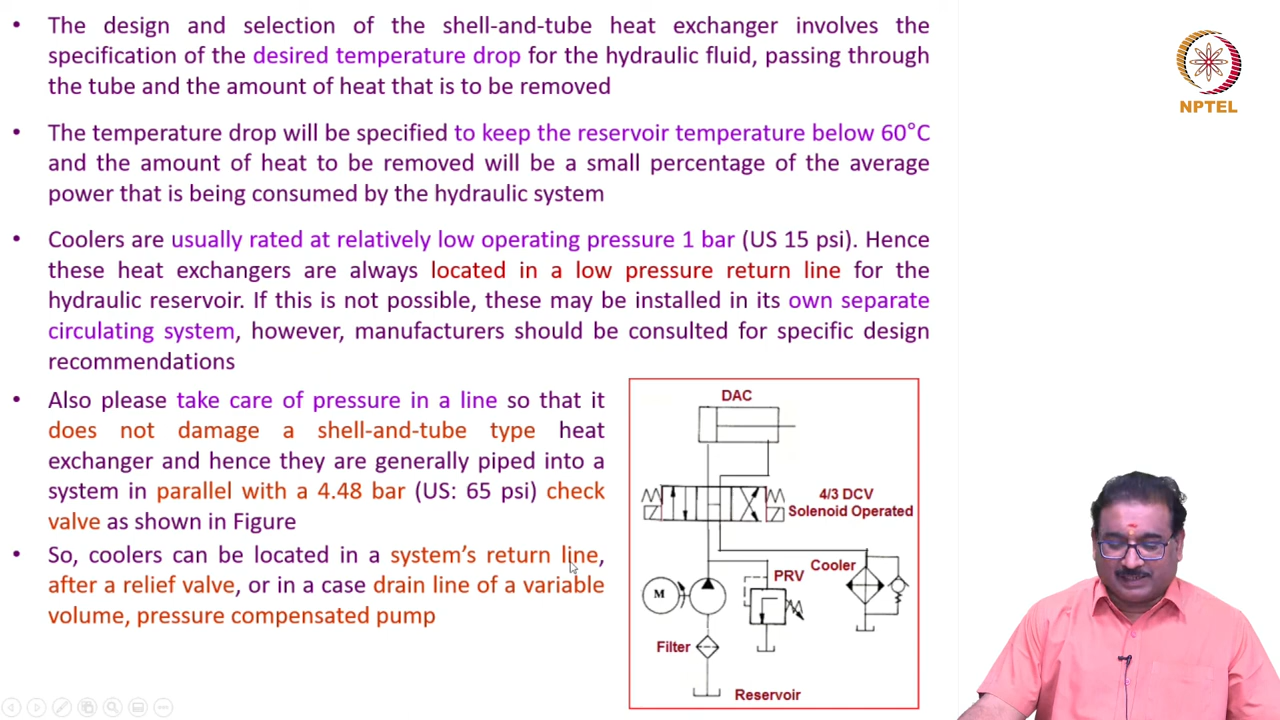 • The design and selection of the shell-and-tube heat exchanger involves the
specification of the desired temperature drop for the hydraulic fluid, passing through
the tube and the amount of heat that is to be removed
• The temperature drop will be specified to keep the reservoir temperature below 60°C
and the amount of heat to be removed will be a small percentage of the average
power that is being consumed by the hydraulic system
• Coolers are usually rated at relatively low operating pressure 1 bar (US 15 psi). Hence
these heat exchangers are always located in a low pressure return line for the
hydraulic reservoir. If this is not possible, these may be installed in its own separate
circulating system, however, manufacturers should be consulted for specific design
recommendations
• Also please take care of pressure in a line so that it
does not damage a shell-and-tube type heat
exchanger and hence they are generally piped into a
system in parallel with a 4.48 bar (US: 65 psi) check
valve as shown in Figure
• So, coolers can be located in a system's return line,
after a relief valve, or in a case drain line of a variable
volume, pressure compensated pump
DAC
4/3 DCV
Solenoid Operated
Cooler
PRV
M
Filter
Reservoir
NPTEL